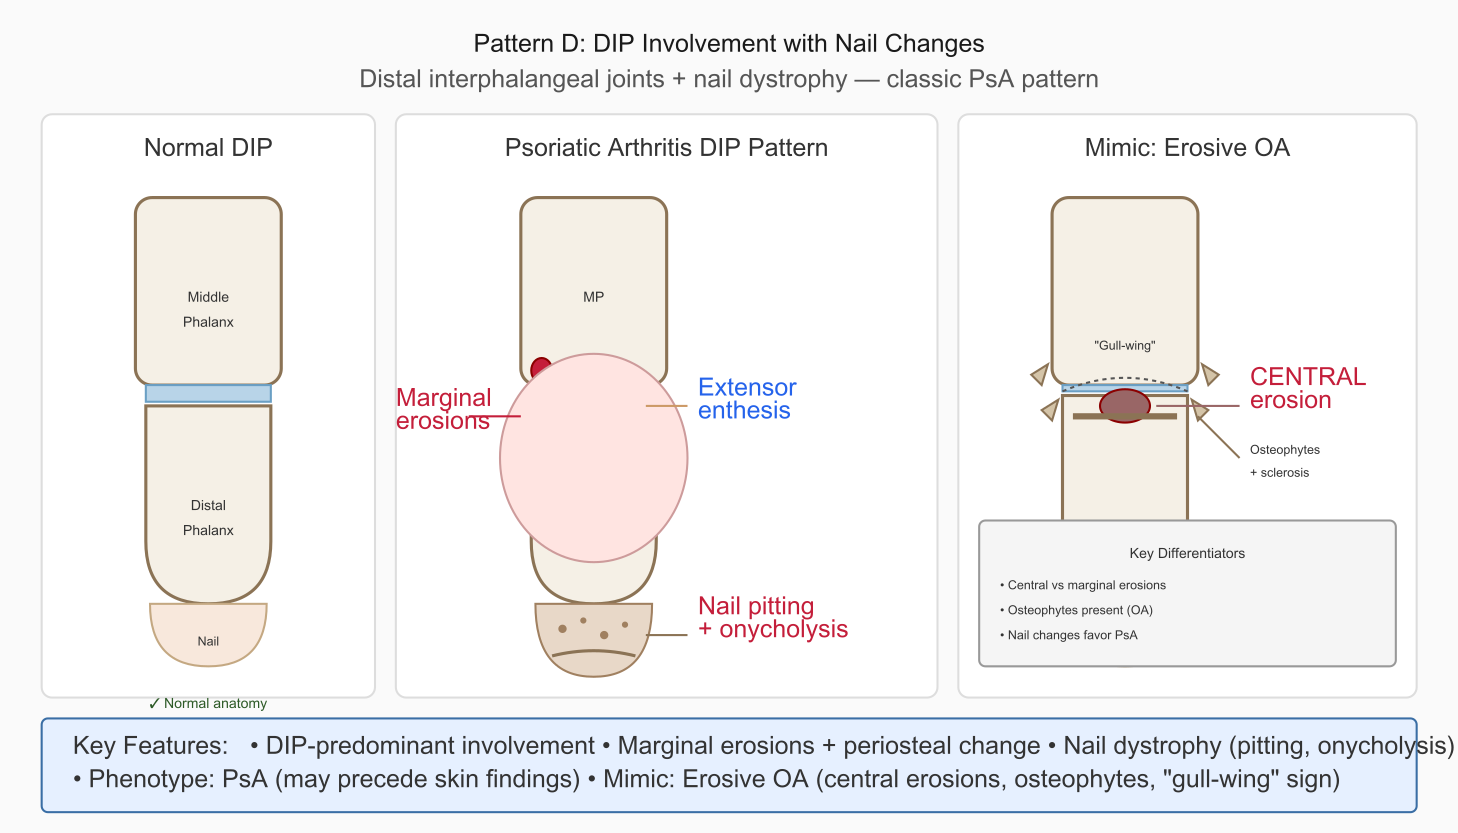 Pattern D: DIP Involvement with Nail Changes
Distal interphalangeal joints + nail dystrophy — classic PsA pattern
Normal DIP
Middle
Phalanx
Distal
Phalanx
Nail
✓ Normal anatomy
Psoriatic Arthritis DIP Pattern
MP
Marginal
erosions
Extensor
enthesis
Nail pitting
+ onycholysis
Mimic: Erosive OA
"Gull-wing"
CENTRAL
erosion
Osteophytes
+ sclerosis
Key Differentiators
• Central vs marginal erosions
• Osteophytes present (OA)
• Nail changes favor PsA
Key Features: • DIP-predominant involvement • Marginal erosions + periosteal change • Nail dystrophy (pitting, onycholysis)
• Phenotype: PsA (may precede skin findings) • Mimic: Erosive OA (central erosions, osteophytes, "gull-wing" sign)